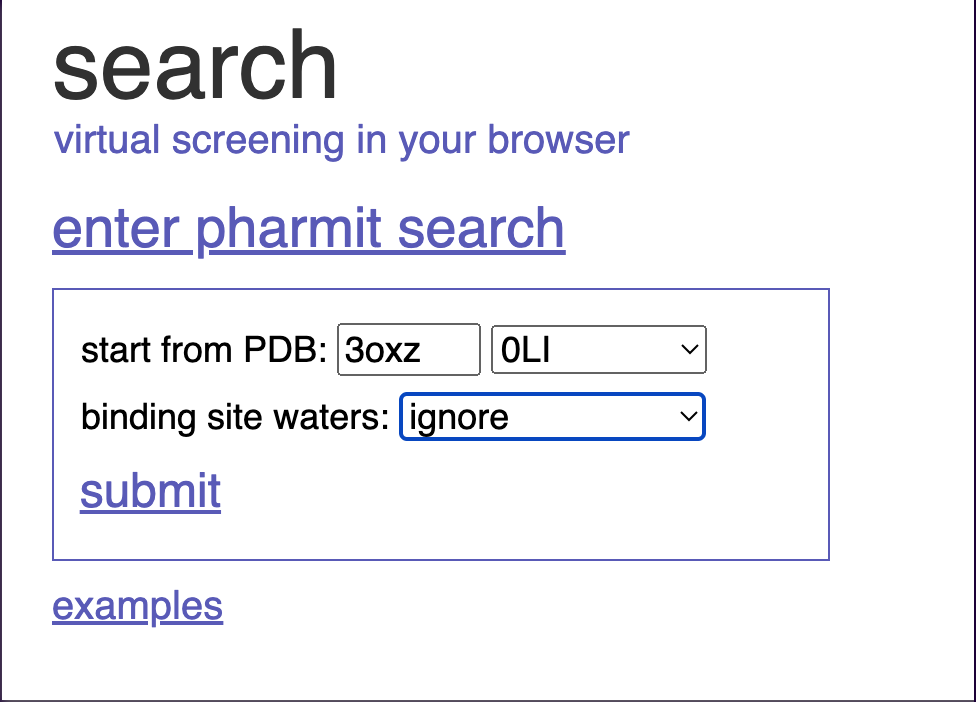 search
virtual screening in your browser
enter pharmit search
start from PDB: 3oxz 0LI
binding site waters: ignore
submit
examples